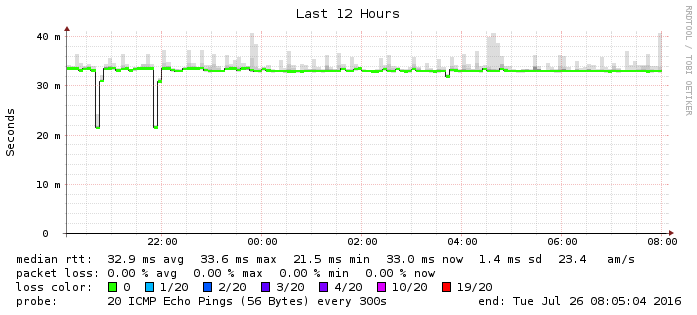 Last 12 Hours
RRDTOOL / TOBI OETIKER
Seconds
40 m
30 m
20 m
10 m
0
22:00 00:00 02:00 04:00 06:00 08:00
median rtt: 32.9 ms avg 33.6 ms max 21.5 ms min 33.0 ms now 1.4 ms sd 23.4 am/s
packet loss: 0.00 % avg 0.00 % max 0.00 % min 0.00 % now
loss color: 0 1/20 2/20 3/20 4/20 10/20 19/20
probe: 20 ICMP Echo Pings (56 Bytes) every 300s end: Tue Jul 26 08:05:04 2016